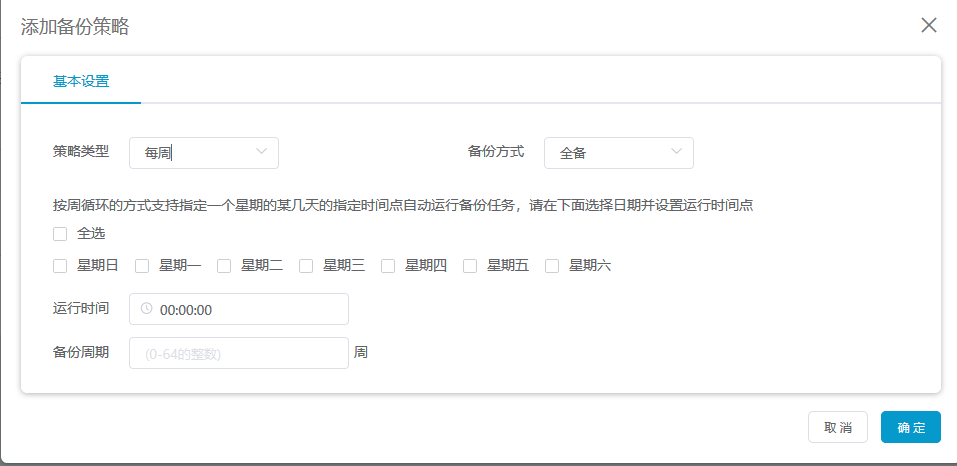 添加备份策略
基本设置
策略类型 每周 备份方式 全备
按周循环的方式支持指定一个星期的某几天的指定时间点自动运行备份任务，请在下面选择日期并设置运行时间点
全选
星期日 星期一 星期二 星期三 星期四 星期五 星期六
运行时间 00:00:00
备份周期 (0-64的整数) 周
取消 确定